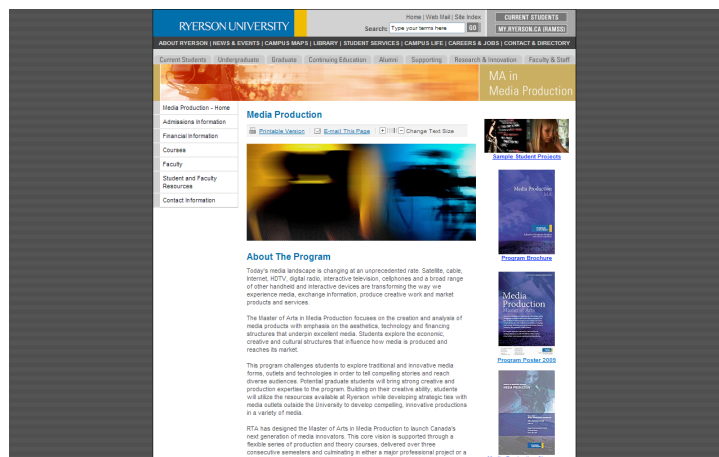 RYERSON UNIVERSITY
Home | Web Mail | Site Index
CURRENT STUDENTS
Search: Type your terms here GO
MY.RYERSON.CA (RAMSS)
ABOUT RYERSON | NEWS & EVENTS | CAMPUS MAPS | LIBRARY | STUDENT SERVICES | CAMPUS LIFE | CAREERS & JOBS | CONTACT & DIRECTORY
Current Students Undergraduate Graduate Continuing Education Alumni Supporting Research & Innovation Faculty & Staff
MA in
Media Production
Media Production - Home
Admissions Information
Financial Information
Courses
Faculty
Student and Faculty
Resources
Contact Information
Media Production
Printable Version | E-mail This Page | Change Text Size
About The Program
Today's media landscape is changing at an unprecedented rate. Satellite, cable,
Internet, HDTV, digital radio, interactive television, cellphones and a broad range
of other handheld and interactive devices are transforming the way we
experience media, exchange information, produce creative work and market
products and services.
The Master of Arts in Media Production focuses on the creation and analysis of
media products with emphasis on the aesthetics, technology and financing
structures that underpin excellent media. Students explore the economic,
creative and cultural structures that influence how media is produced and
reaches its market.
This program challenges students to explore traditional and innovative media
forms, outlets and technologies in order to tell compelling stories and reach
diverse audiences. Potential graduate students will bring strong creative and
production expertise to the program. Building on their creative ability, students
will utilize the resources available at Ryerson while developing strategic ties with
media outlets outside the University to develop compelling, innovative productions
in a variety of media.
RTA has designed the Master of Arts in Media Production to launch Canada's
next generation of media innovators. This core vision is supported through a
flexible series of production and theory courses, delivered over three
consecutive semesters and culminating in either a major professional project or a
Sample Student Projects
Media Production
Program Brochure
Media
Production
Master of Arts
Program Poster 2009
MEDIA PRODUCTION